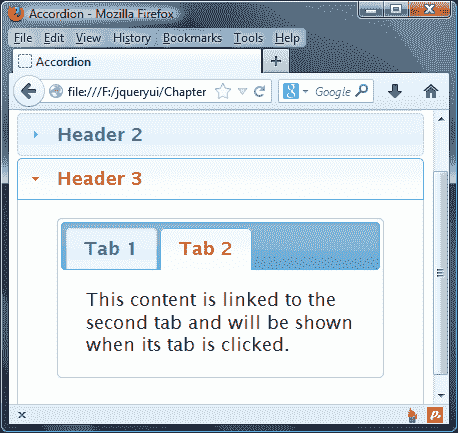 Accordion - Mozilla Firefox
File Edit View History Bookmarks Tools Help
Accordion
file:///F:/jqueryui/Chapter
Google
Header 2
Header 3
Tab 1 Tab 2
This content is linked to the
second tab and will be shown
when its tab is clicked.